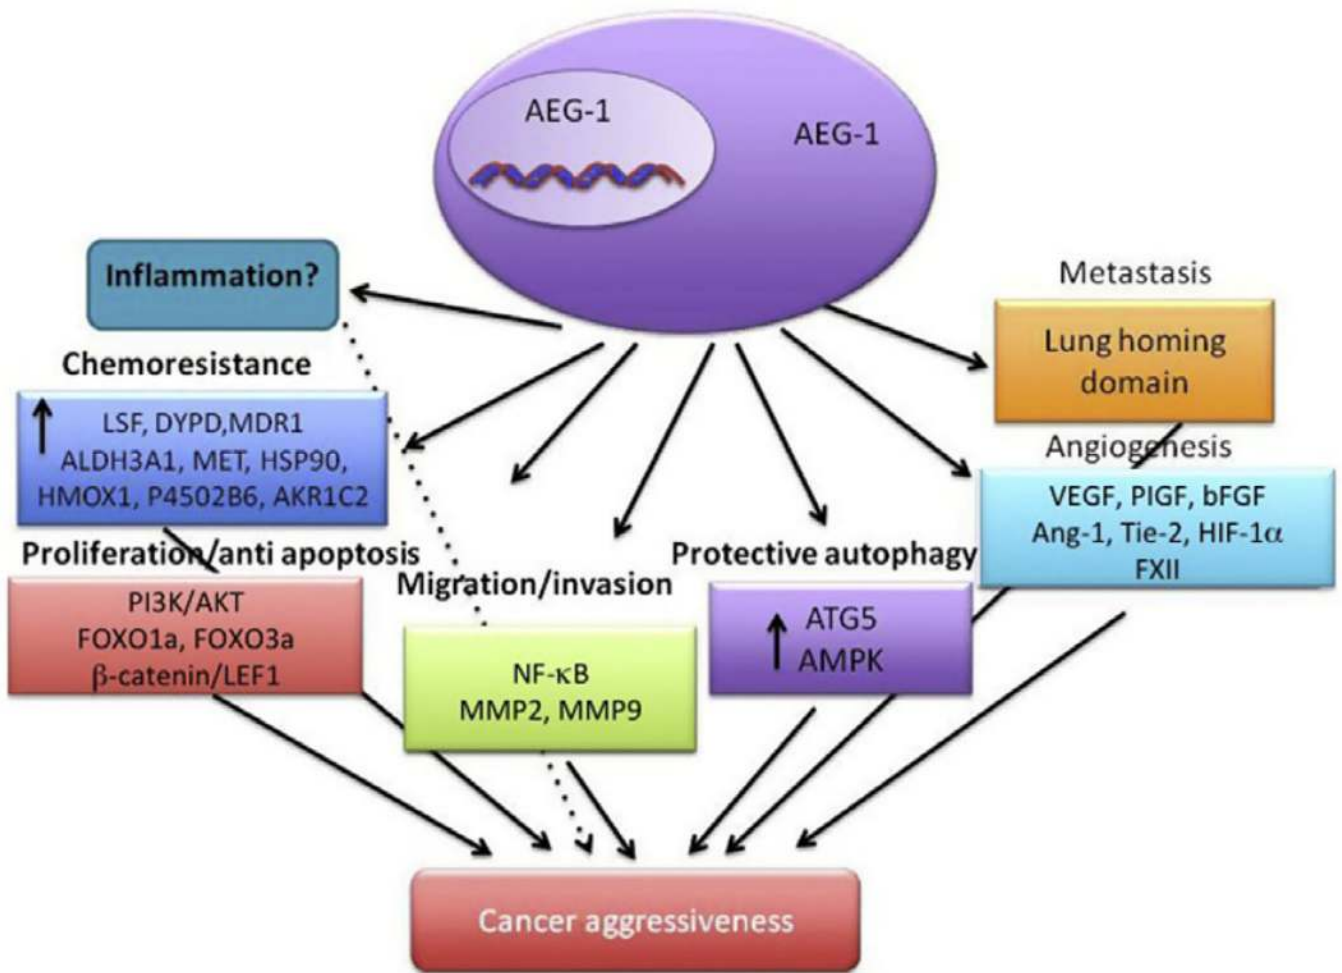 AEG-1
AEG-1
Inflammation?
Metastasis
Lung homing
domain
Chemoresistance
LSF, DYPD,MDR1
ALDH3A1, MET, HSP90,
HMOX1, P4502B6, AKR1C2
Angiogenesis
VEGF, PIGF, bFGF
Ang-1, Tie-2, HIF-1α
FXII
Proliferation/anti apoptosis
PI3K/AKT
FOXO1a, FOXO3a
β-catenin/LEF1
Migration/invasion
NF-κB
MMP2, MMP9
Protective autophagy
ATG5
AMPK
Cancer aggressiveness